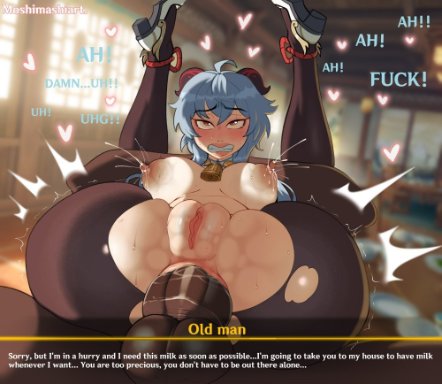 Moshimashiart.
AH!
DAMN...UH!!
UH!
UHG!!
AH!!
AH!
AH!
FUCK!
Old man
Sorry, but I'm in a hurry and I need this milk as soon as possible...I'm going to take you to my house to have milk
whenever I want... You are too precious, you don't have to be out there alone...